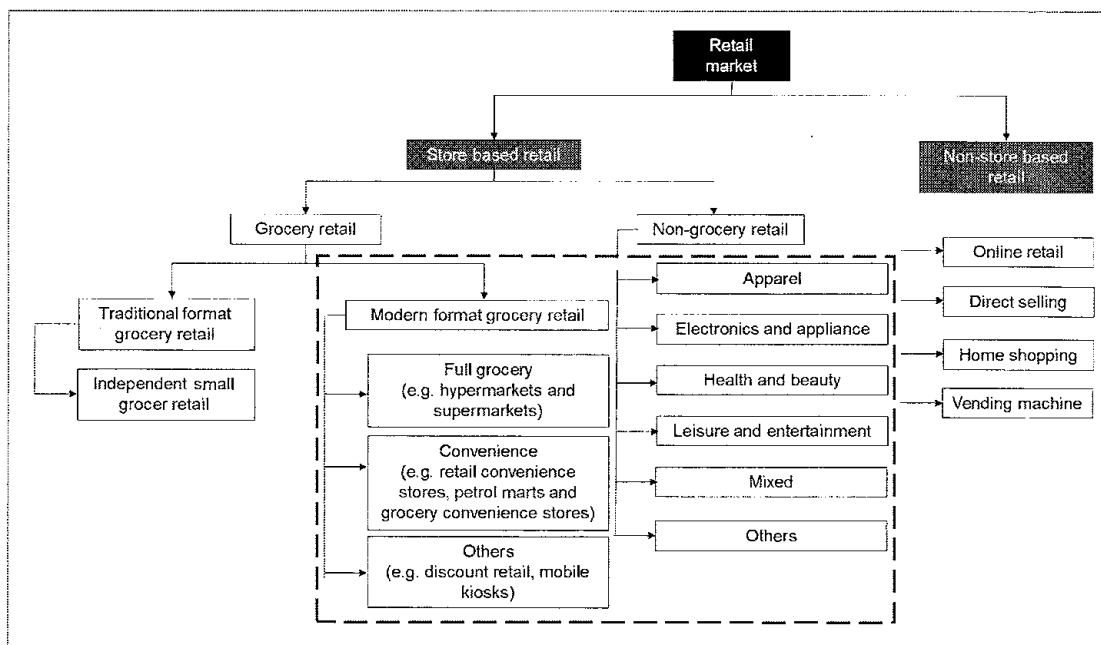 Retail
market
Store based retail
Non-store based
retail
Grocery retail
Non-grocery retail
Traditional format
grocery retail
Independent small
grocer retail
Modern format grocery retail
Full grocery
(e.g. hypermarkets and
supermarkets)
Convenience
(e.g. retail convenience
stores, petrol marts and
grocery convenience stores)
Others
(e.g. discount retail, mobile
kiosks)
Apparel
Electronics and appliance
Health and beauty
Leisure and entertainment
Mixed
Others
Online retail
Direct selling
Home shopping
Vending machine